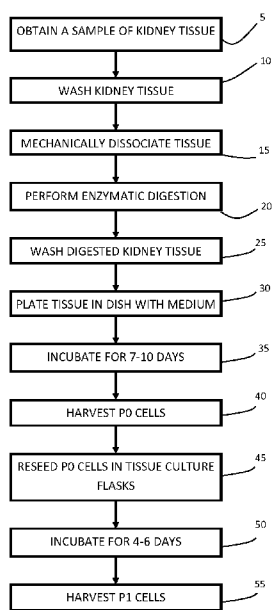 OBTAIN A SAMPLE OF KIDNEY TISSUE
5
10
WASH KIDNEY TISSUE
MECHANICALLY DISSOCIATE TISSUE
15
PERFORM ENZYMATIC DIGESTION
20
WASH DIGESTED KIDNEY TISSUE
25
PLATE TISSUE IN DISH WITH MEDIUM
30
INCUBATE FOR 7-10 DAYS
35
HARVEST P0 CELLS
40
RESEED P0 CELLS IN TISSUE CULTURE
FLASKS
45
INCUBATE FOR 4-6 DAYS
50
HARVEST P1 CELLS
55